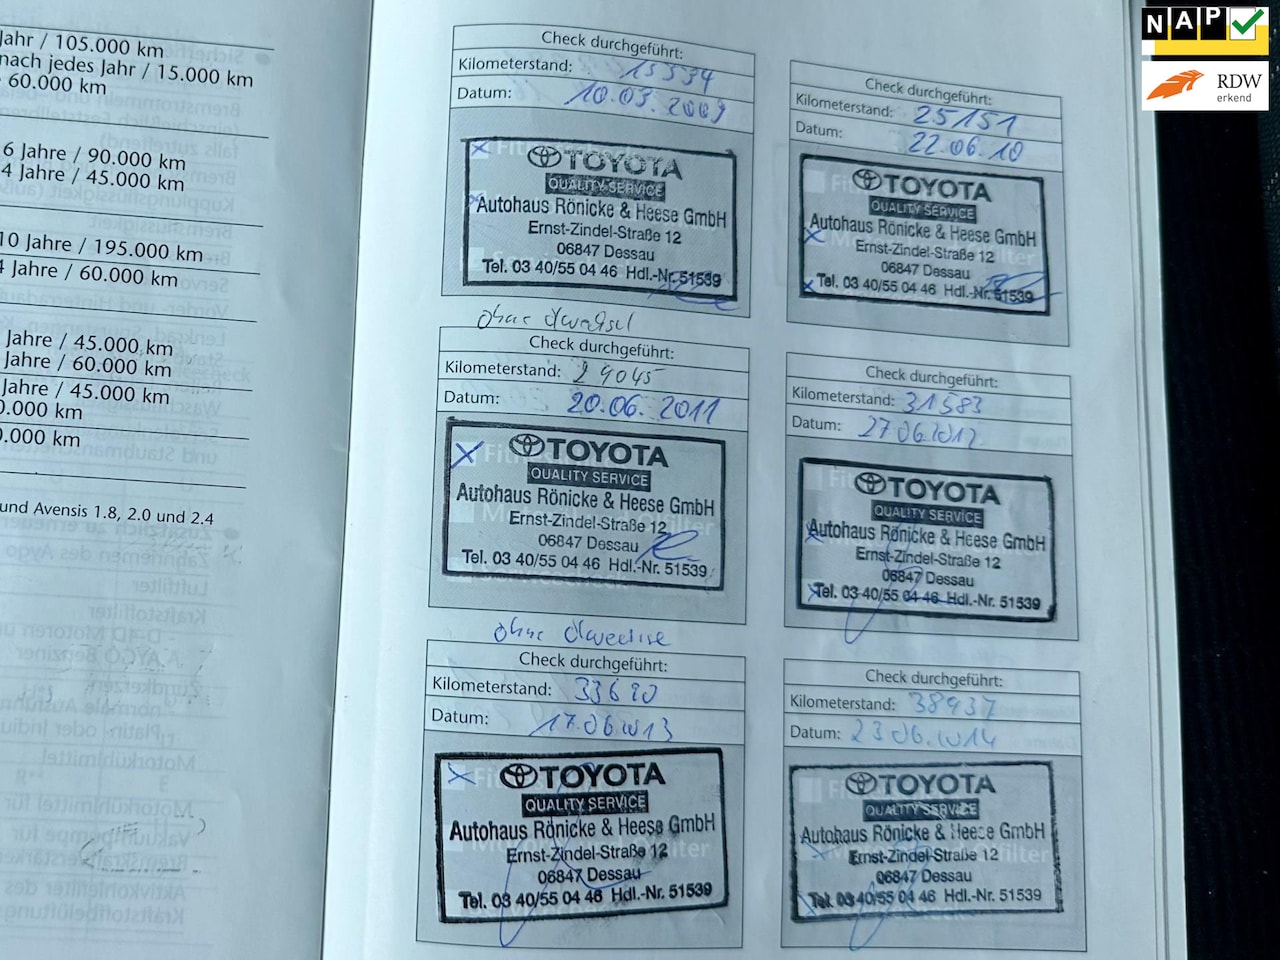 Jahr / 105.000 km
nach jedes Jahr / 15.000 km
60.000 km
6 Jahre / 90.000 km
4 Jahre / 45.000 km
10 Jahre / 195.000 km
4 Jahre / 60.000 km
Jahre / 45.000 km
Jahre / 60.000 km
Jahre / 45.000 km
0.000 km
0.000 km
und Avensis 1.8, 2.0 und 2.4
Check durchgeführt:
Kilometerstand: 15534
Datum: 10.03.2009
TOYOTA
QUALITY SERVICE
Autohaus Rönicke & Heese GmbH
Ernst-Zindel-Straße 12
06847 Dessau
Tel. 03 40/55 04 46 Hdl.-Nr. 51539
Check durchgeführt:
Kilometerstand: 25151
Datum: 22.06.10
TOYOTA
QUALITY SERVICE
Autohaus Rönicke & Heese GmbH
Ernst-Zindel-Straße 12
06847 Dessau
Tel. 03 40/55 04 46 Hdl.-Nr. 51539
ohne
Check durchgeführt:
Kilometerstand: 29045
Datum: 20.06.2011
TOYOTA
QUALITY SERVICE
Autohaus Rönicke & Heese GmbH
Ernst-Zindel-Straße 12
06847 Dessau
Tel. 03 40/55 04 46 Hdl.-Nr. 51539
Check durchgeführt:
Kilometerstand: 31583
Datum: 27.06.2012
TOYOTA
QUALITY SERVICE
Autohaus Rönicke & Heese GmbH
Ernst-Zindel-Straße 12
06847 Dessau
Tel. 03 40/55 04 46 Hdl.-Nr. 51539
ohne
Check durchgeführt:
Kilometerstand: 33690
Datum: 17.06.2013
TOYOTA
QUALITY SERVICE
Autohaus Rönicke & Heese GmbH
Ernst-Zindel-Straße 12
06847 Dessau
Tel. 03 40/55 04 46 Hdl.-Nr. 51539
Check durchgeführt:
Kilometerstand: 38937
Datum: 23.06.2014
TOYOTA
QUALITY SERVICE
Autohaus Rönicke & Heese GmbH
Ernst-Zindel-Straße 12
06847 Dessau
Tel. 03 40/55 04 46 Hdl.-Nr. 51539
NAP
RDW
erkend